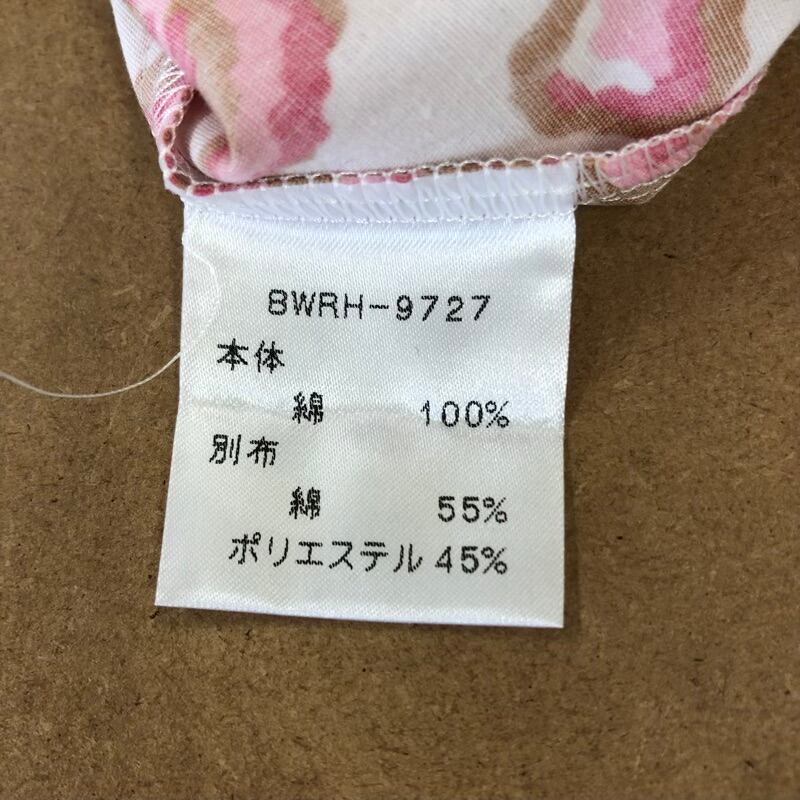 8WRH-9727
本体
綿 100%
別布
綿 55%
ポリエステル 45%